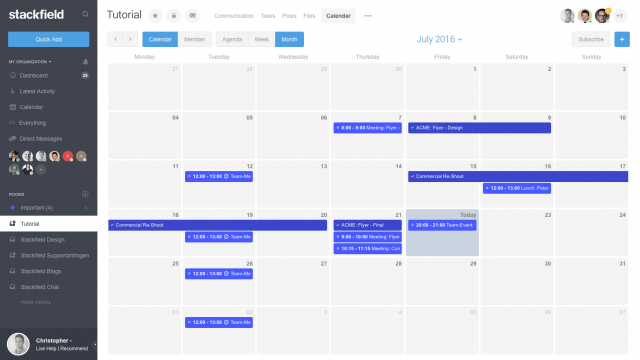 stackfield
Quick Add
MY ORGANIZATION
Dashboard
29
Latest Activity
Calendar
Everything
Direct Messages
ROOMS
Important (4)
Tutorial
Stackfield Design
Stackfield Supportanfragen
Stackfield Blogs
Stackfield Chat
Christopher
Live Help | Recommend
Tutorial
Communication Tasks Posts Files Calendar
+1
Calendar Member Agenda Week Month
July 2016
Subscribe +
Monday Tuesday Wednesday Thursday Friday Saturday Sunday
27 28 29 30 1 2 3
04 05 06 7 8 9 10
9:00 - 9:00 Meeting: Flyer
ACME: Flyer - Design
11 12 13 14 15 16 17
12:00 - 13:00 Team-Me
Commercial Re-Shoot
12:00 - 13:00 Lunch: Peter
18 19 20 21 Today 23 24
Commercial Re-Shoot
ACME: Flyer - Final
20:00 - 21:00 Team-Event
12:00 - 13:00 Team-Me
9:00 - 10:00 Meeting: Flyer
10:15 - 11:15 Meeting: Con
25 26 27 28 29 30 31
12:00 - 13:00 Team-Me
01 02 3 4 5 6 7
12:00 - 13:00 Team-Me